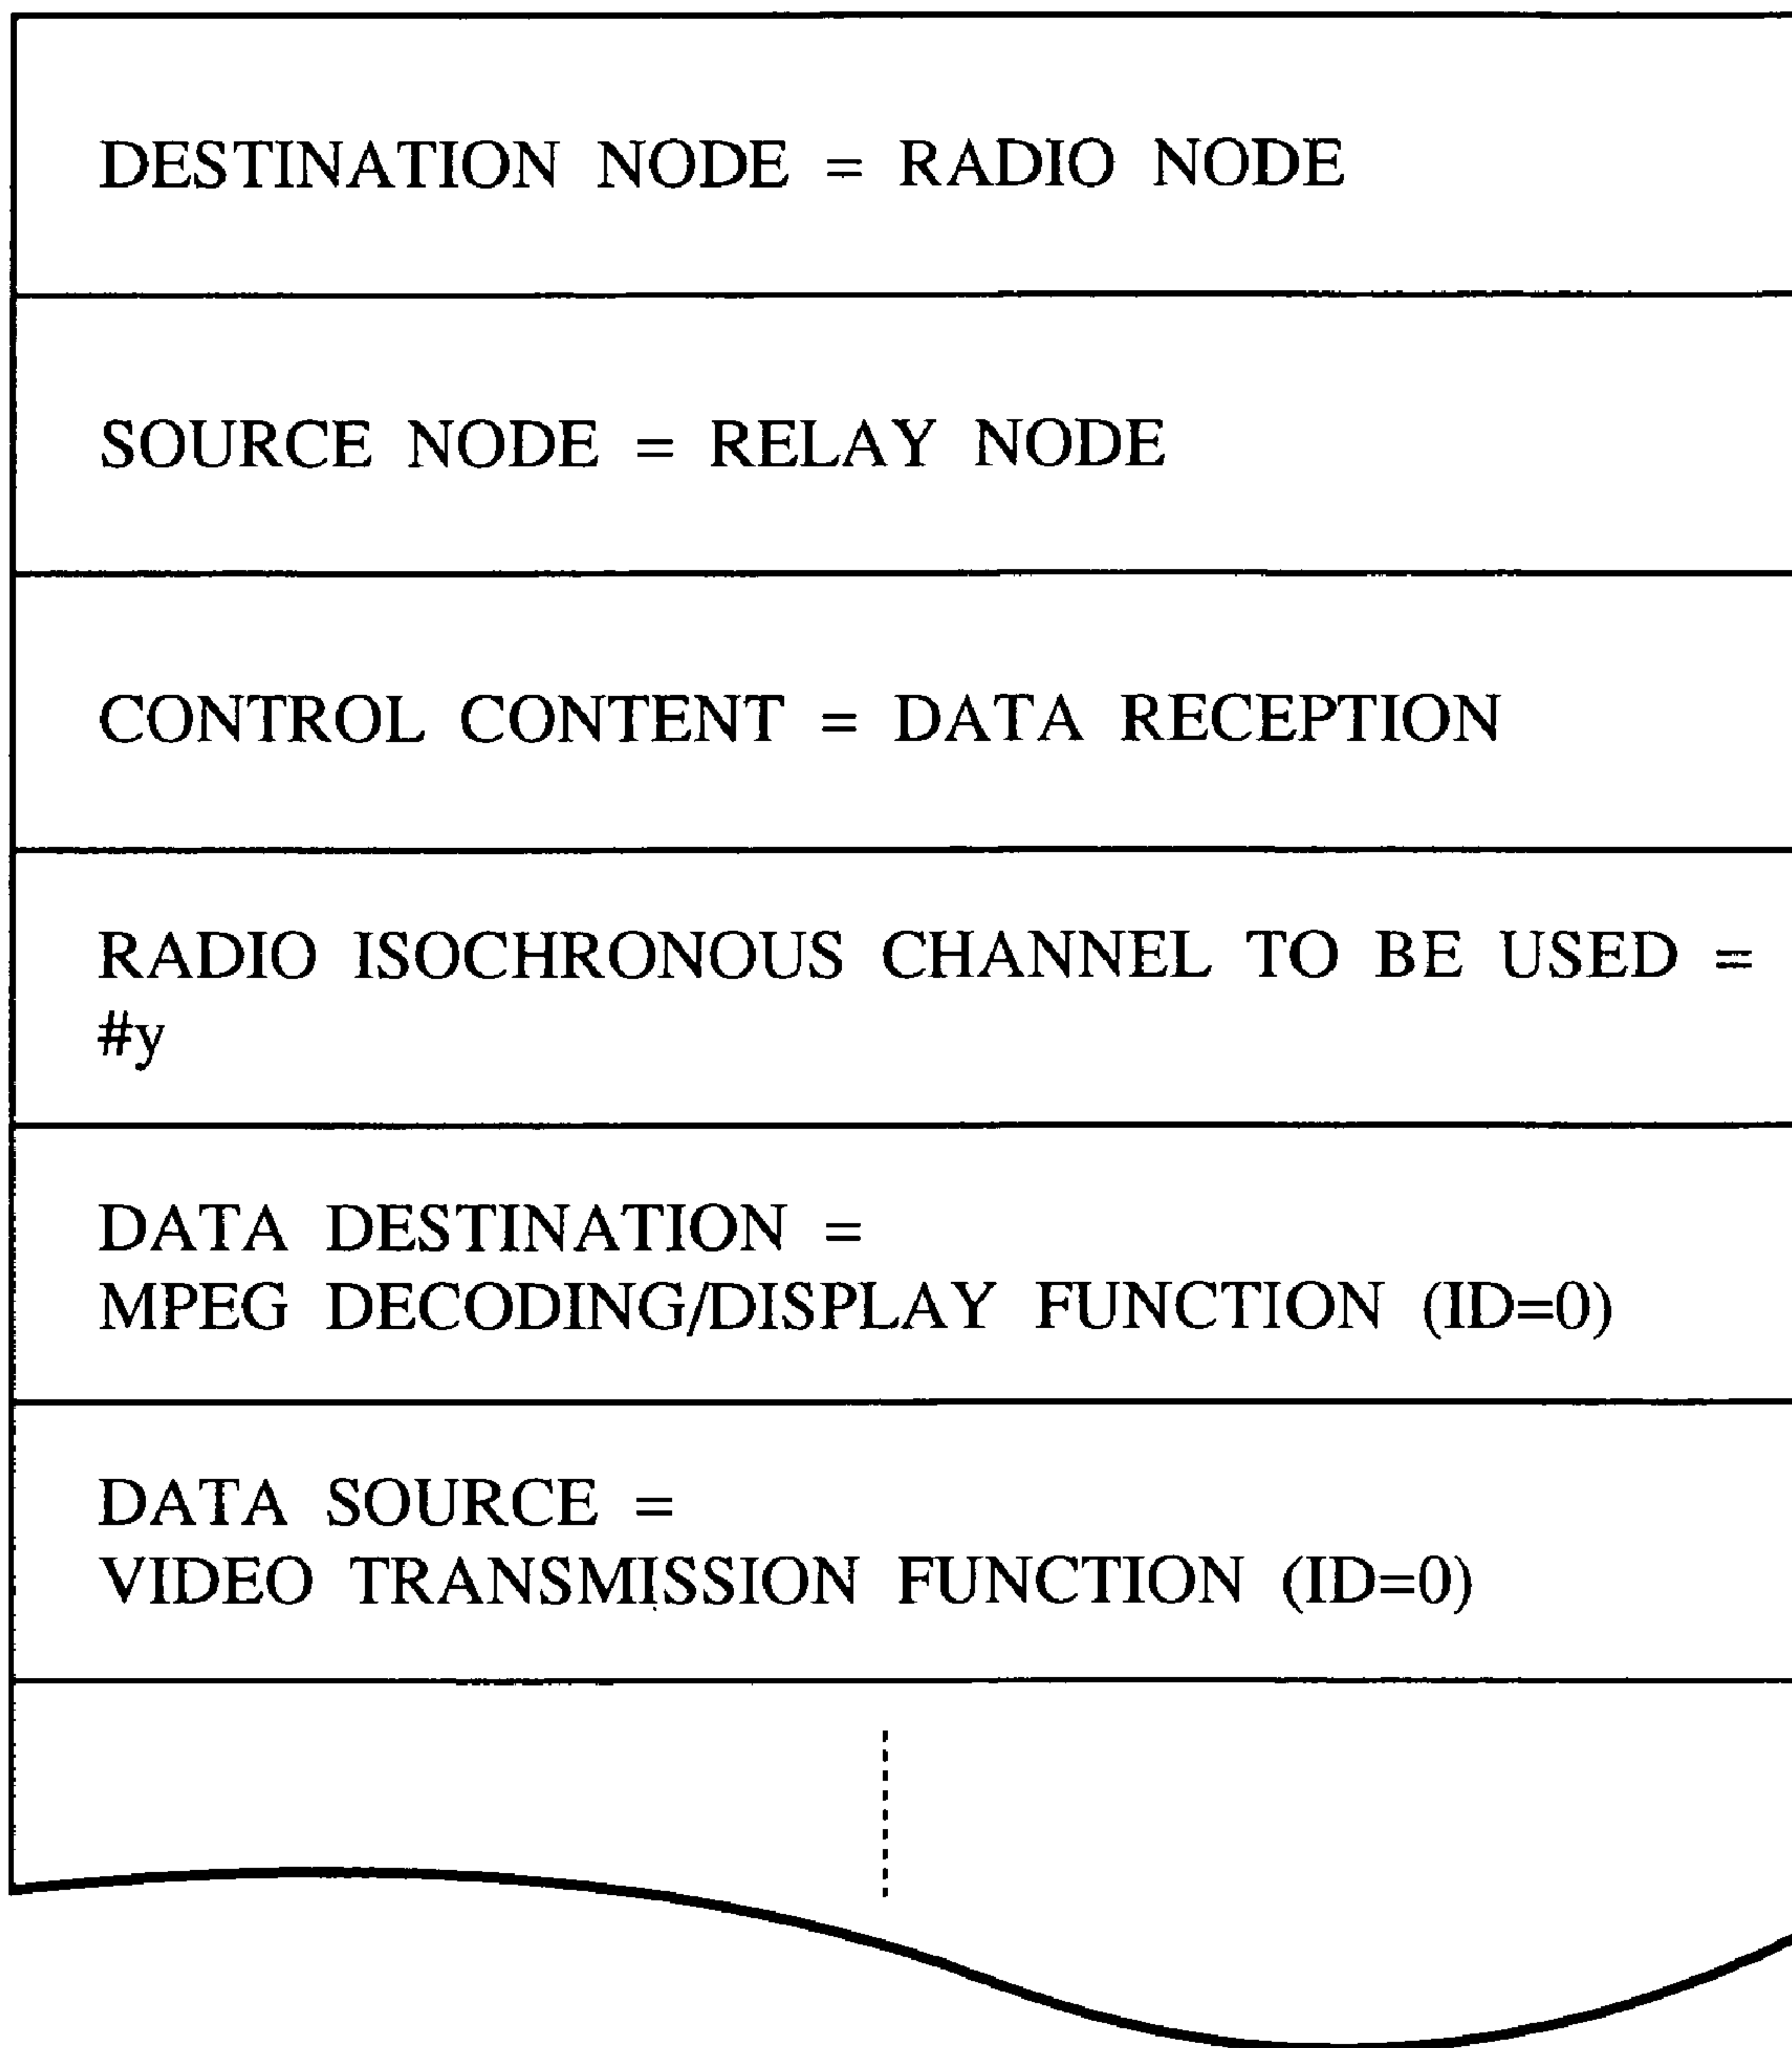 DESTINATION NODE = RADIO NODE
SOURCE NODE = RELAY NODE
CONTROL CONTENT = DATA RECEPTION
RADIO ISOCHRONOUS CHANNEL TO BE USED =
#y
DATA DESTINATION =
MPEG DECODING/DISPLAY FUNCTION (ID=0)
DATA SOURCE =
VIDEO TRANSMISSION FUNCTION (ID=0)